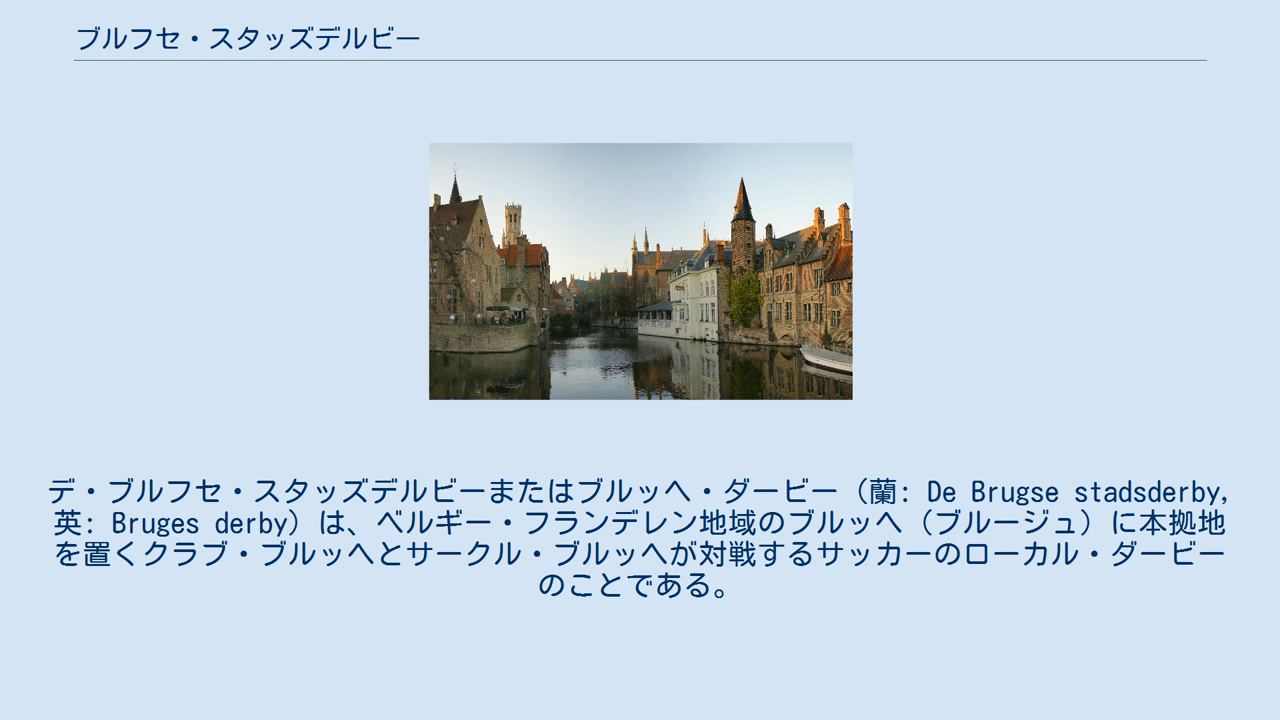 ブルフセ・スタッズデルビー
デ・ブルフセ・スタッズデルビーまたはブルッヘ・ダービー（蘭: De Brugse stadsderby,
英: Bruges derby）は、ベルギー・フランデレン地域のブルッヘ（ブルージュ）に本拠地
を置くクラブ・ブルッヘとサークル・ブルッヘが対戦するサッカーのローカル・ダービー
のことである。